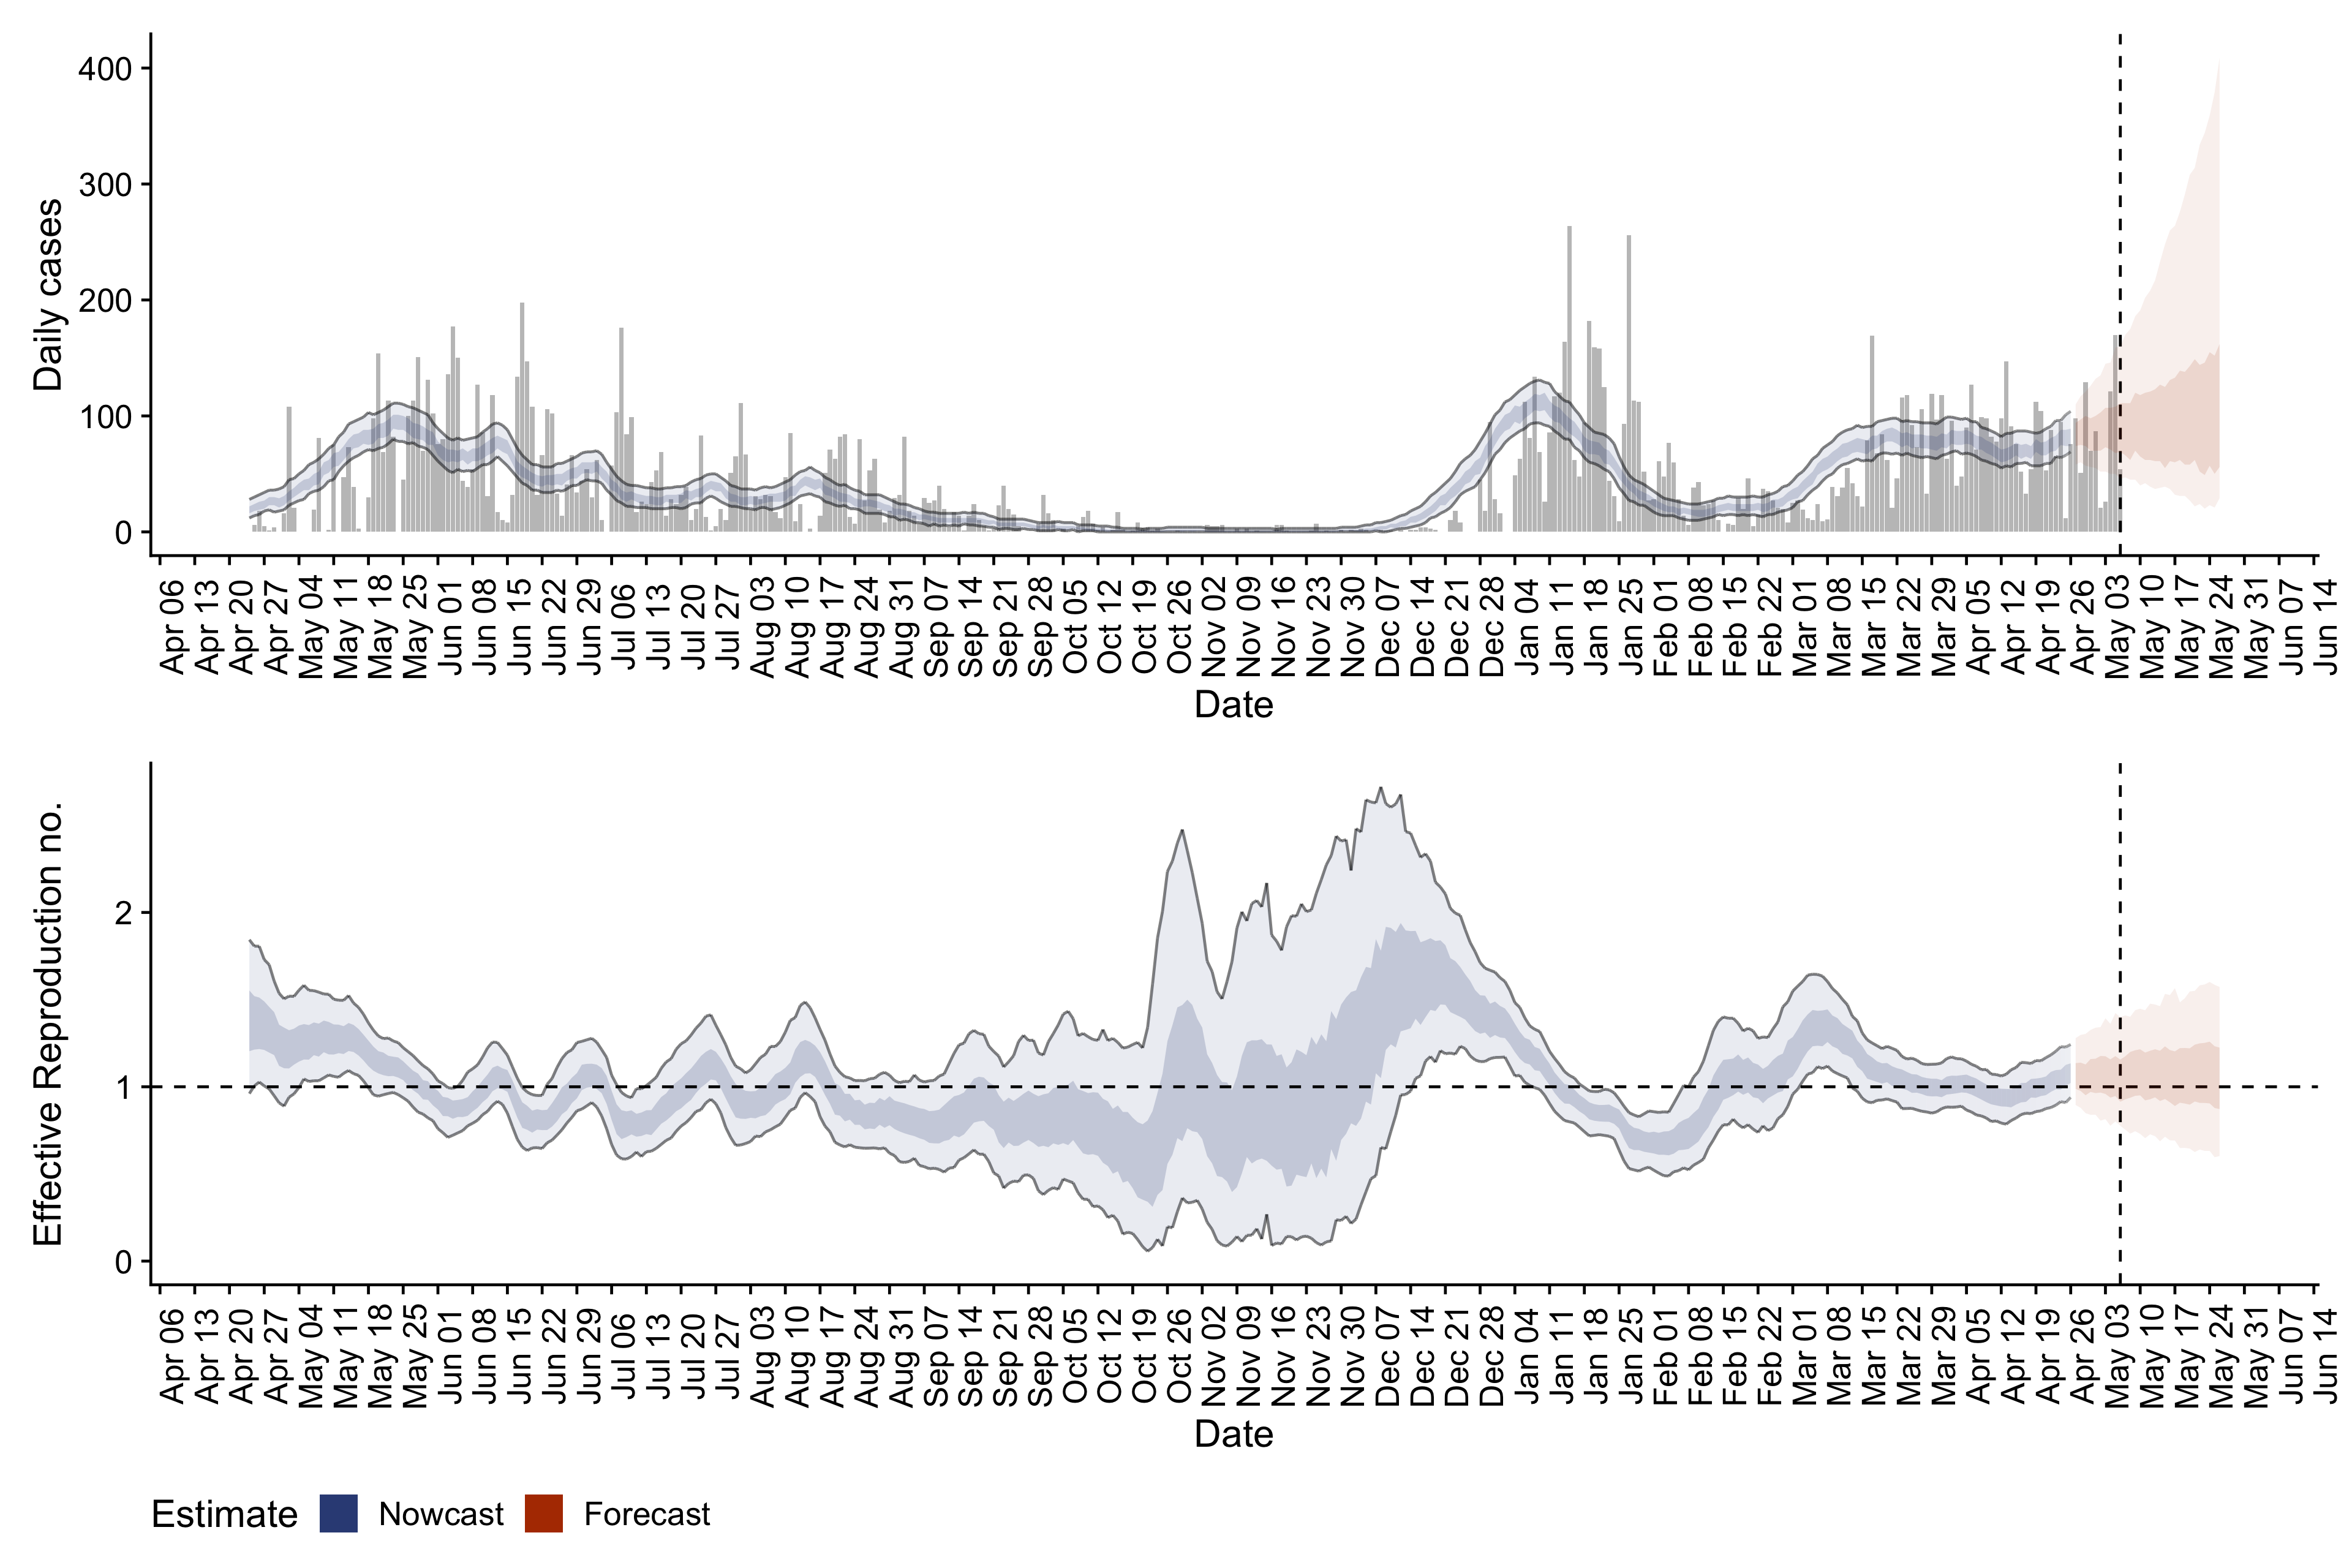 Daily cases
400
300
200
100
0
Apr 06 Apr 13 Apr 20 Apr 27 May 04 May 11 May 18 May 25 Jun 01 Jun 08 Jun 15 Jun 22 Jun 29 Jul 06 Jul 13 Jul 20 Jul 27 Aug 03 Aug 10 Aug 17 Aug 24 Aug 31 Sep 07 Sep 14 Sep 21 Sep 28 Oct 05 Oct 12 Oct 19 Oct 26 Nov 02 Nov 09 Nov 16 Nov 23 Nov 30 Dec 07 Dec 14 Dec 21 Dec 28 Jan 04 Jan 11 Jan 18 Jan 25 Feb 01 Feb 08 Feb 15 Feb 22 Mar 01 Mar 08 Mar 15 Mar 22 Mar 29 Apr 05 Apr 12 Apr 19 Apr 26 May 03 May 10 May 17 May 24 May 31 Jun 07 Jun 14
Date
Effective Reproduction no.
2
1
0
Apr 06 Apr 13 Apr 20 Apr 27 May 04 May 11 May 18 May 25 Jun 01 Jun 08 Jun 15 Jun 22 Jun 29 Jul 06 Jul 13 Jul 20 Jul 27 Aug 03 Aug 10 Aug 17 Aug 24 Aug 31 Sep 07 Sep 14 Sep 21 Sep 28 Oct 05 Oct 12 Oct 19 Oct 26 Nov 02 Nov 09 Nov 16 Nov 23 Nov 30 Dec 07 Dec 14 Dec 21 Dec 28 Jan 04 Jan 11 Jan 18 Jan 25 Feb 01 Feb 08 Feb 15 Feb 22 Mar 01 Mar 08 Mar 15 Mar 22 Mar 29 Apr 05 Apr 12 Apr 19 Apr 26 May 03 May 10 May 17 May 24 May 31 Jun 07 Jun 14
Date
Estimate Nowcast Forecast